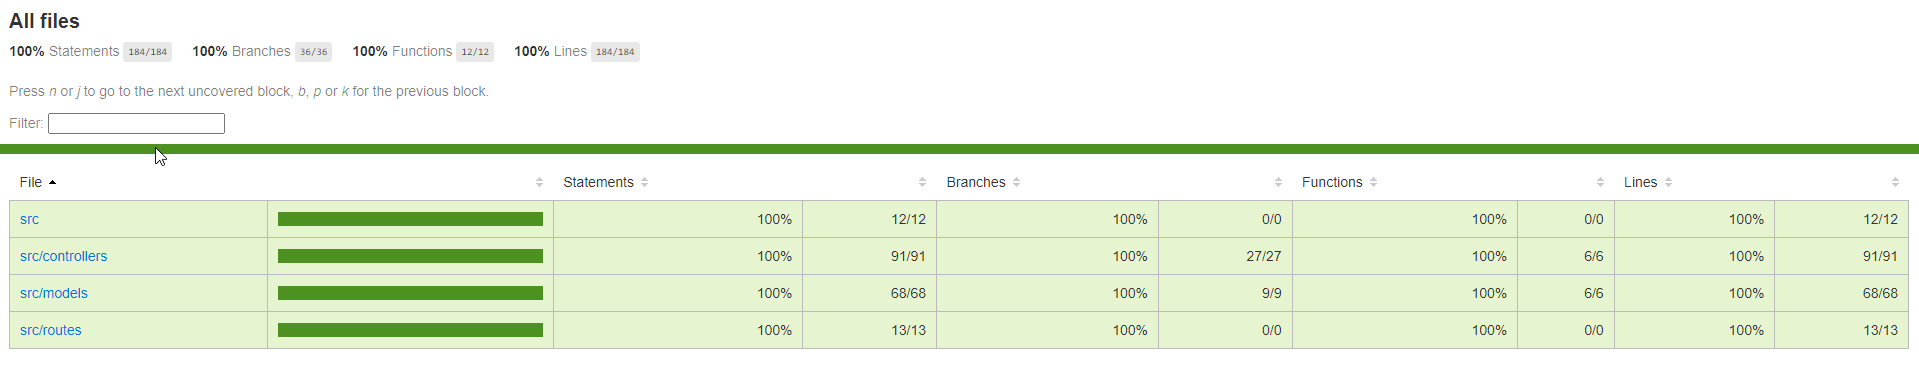 All files
100% Statements 184/184 100% Branches 36/36 100% Functions 12/12 100% Lines 184/184
Press n or j to go to the next uncovered block, b, p or k for the previous block.
Filter:
File Statements Branches Functions Lines
src 100% 12/12 100% 0/0 100% 0/0 100% 12/12
src/controllers 100% 91/91 100% 27/27 100% 6/6 100% 91/91
src/models 100% 68/68 100% 9/9 100% 6/6 100% 68/68
src/routes 100% 13/13 100% 0/0 100% 0/0 100% 13/13